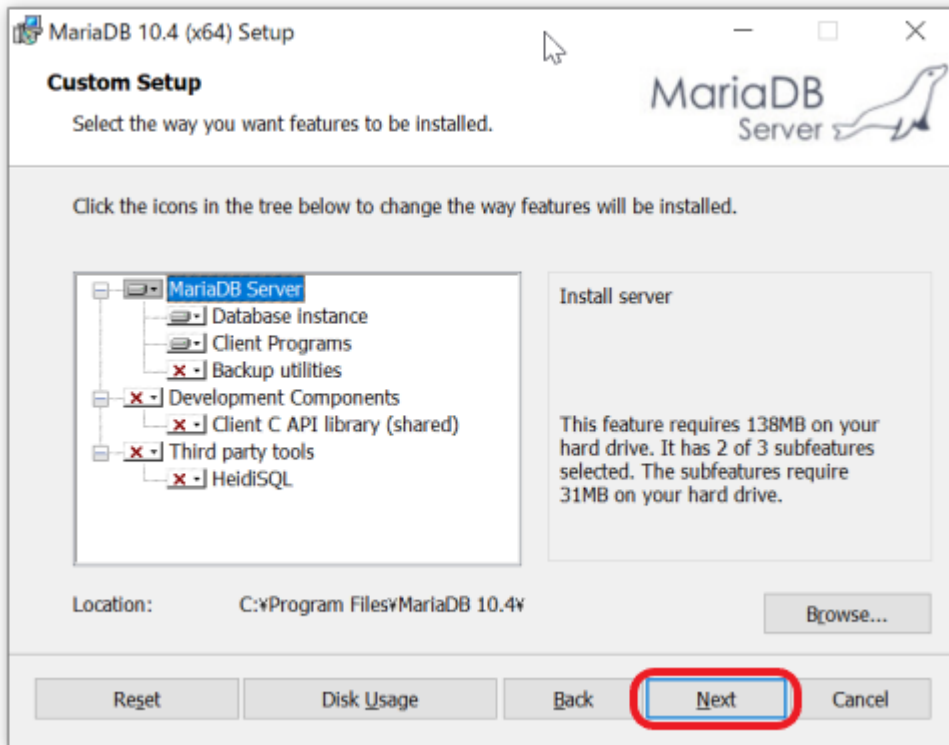 MariaDB 10.4 (x64) Setup
Custom Setup
Select the way you want features to be installed.
MariaDB
Server
Click the icons in the tree below to change the way features will be installed.
MariaDB Server
Database instance
Client Programs
Backup utilities
Development Components
Client C API library (shared)
Third party tools
HeidiSQL
Install server
This feature requires 138MB on your
hard drive. It has 2 of 3 subfeatures
selected. The subfeatures require
31MB on your hard drive.
Location: C:¥Program Files¥MariaDB 10.4¥
Browse...
Reset Disk Usage Back Next Cancel